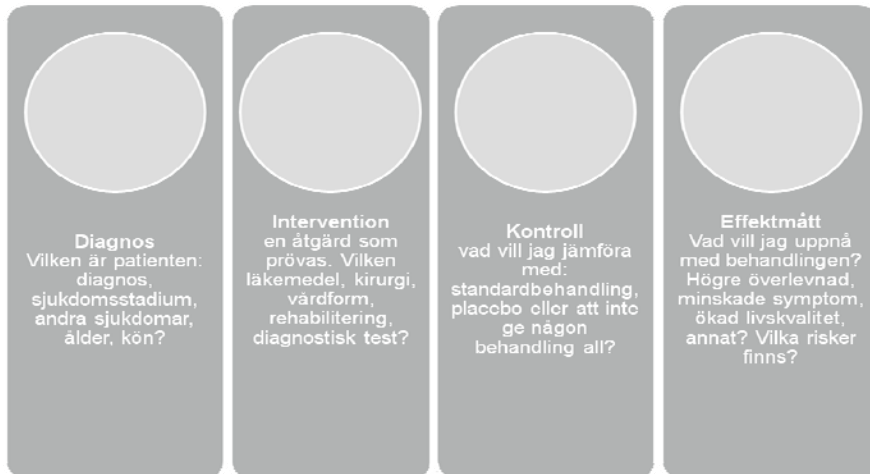 Diagnos
Vilken är patienten:
diagnos,
sjukdomsstadium,
andra sjukdomar,
ålder, kön?
Intervention
en åtgärd som
prövas. Vilken
läkemedel, kirurgi,
vårdform,
rehabilitering,
diagnostisk test?
Kontroll
vad vill jag jämföra
med:
standardbehandling,
placebo eller att inte
ge någon
behandling all?
Effektmått
Vad vill jag uppnå
med behandlingen?
Högre överlevnad,
minskade symptom,
ökad livskvalitet,
annat? Vilka risker
finns?